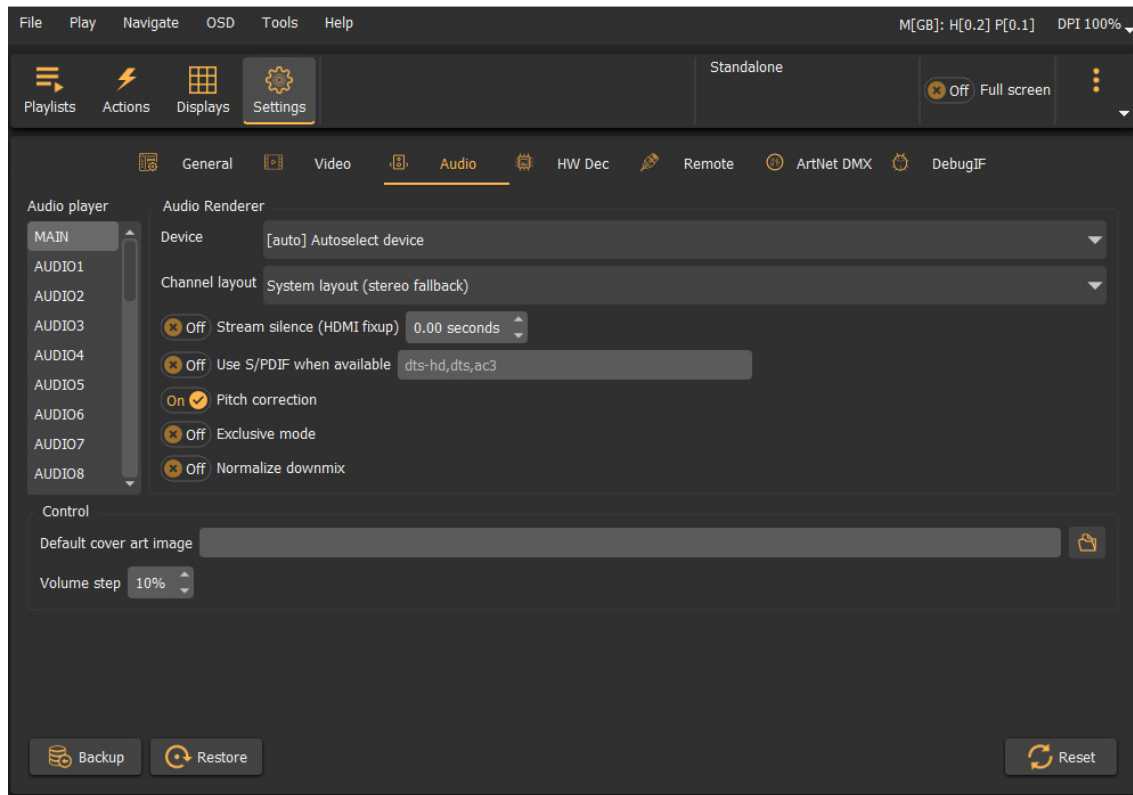 File Play Navigate OSD Tools Help M[GB]: H[0.2] P[0.1] DPI 100%
Playlists Actions Displays Settings Standalone Off Full screen
General Video Audio HW Dec Remote ArtNet DMX DebugIF
Audio player Audio Renderer
MAIN Device [auto] Autoselect device
AUDIO1
Channel layout System layout (stereo fallback)
AUDIO2
AUDIO3 Off Stream silence (HDMI fixup) 0.00 seconds
AUDIO4 Off Use S/PDIF when available dts-hd,dts,ac3
AUDIO5
On Pitch correction
AUDIO6
Off Exclusive mode
AUDIO7
AUDIO8 Off Normalize downmix
Control
Default cover art image
Volume step 10%
Backup Restore Reset